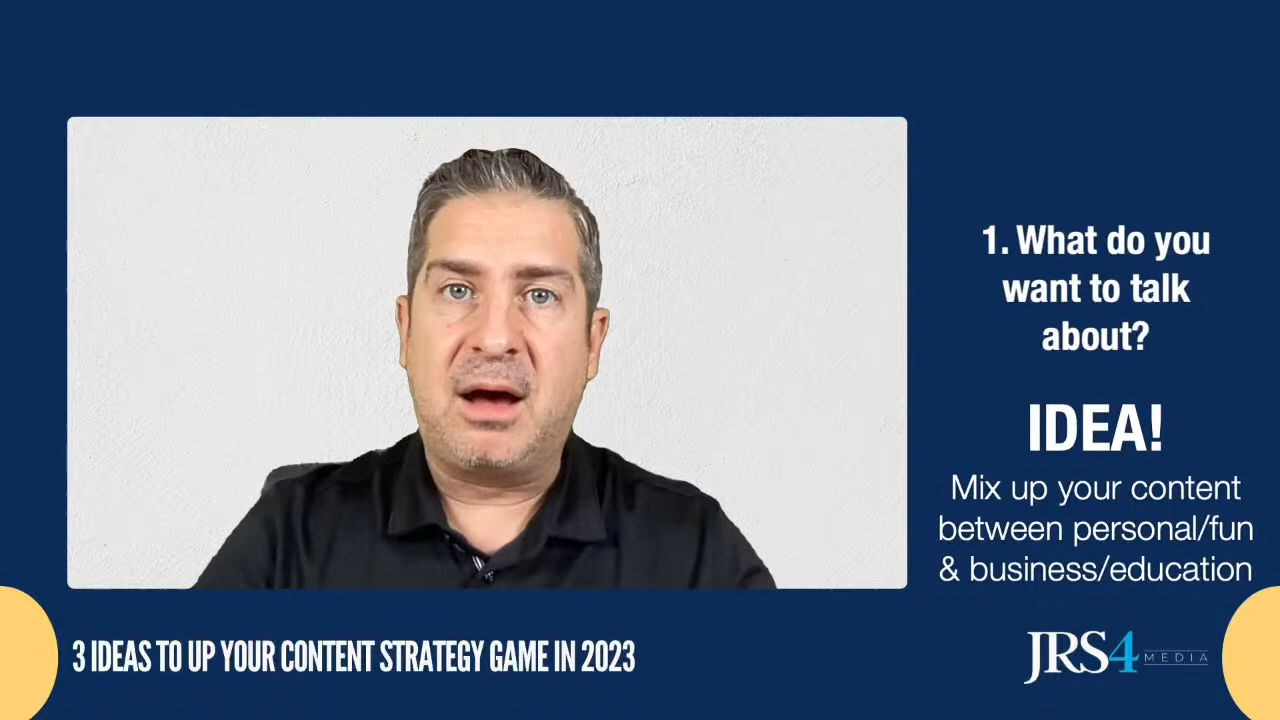 1. What do you
want to talk
about?
IDEA!
Mix up your content
between personal/fun
& business/education
3 IDEAS TO UP YOUR CONTENT STRATEGY GAME IN 2023
JRS4 MEDIA